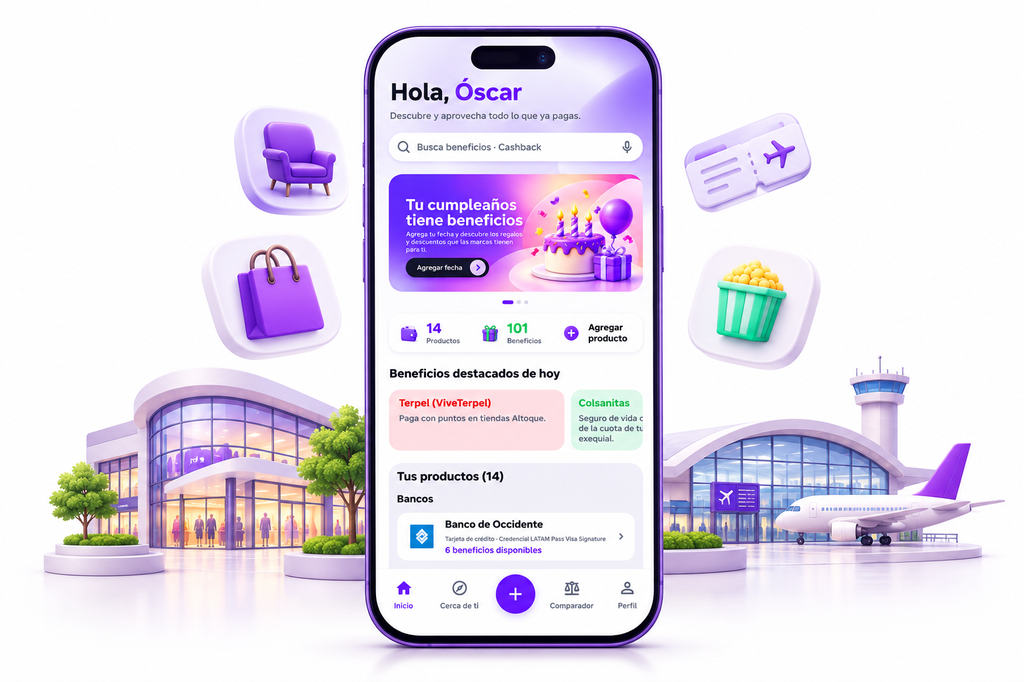 Hola, Óscar
Descubre y aprovecha todo lo que ya pagas.
Busca beneficios · Cashback
Tu cumpleaños
tiene beneficios
Agrega tu fecha y descubre los regalos
y descuentos que las marcas tienen
para ti.
Agregar fecha
14
Productos
101
Beneficios
Agregar
producto
Beneficios destacados de hoy
Terpel (ViveTerpel)
Paga con puntos en tiendas Altoque.
Colsanitas
Seguro de vida
de la cuota de tu
exequial.
Tus productos (14)
Bancos
Banco de Occidente
Tarjeta de crédito · Credencial LATAM Pass Visa Signature
6 beneficios disponibles
Inicio
Cerca de ti
Comparador
Perfil